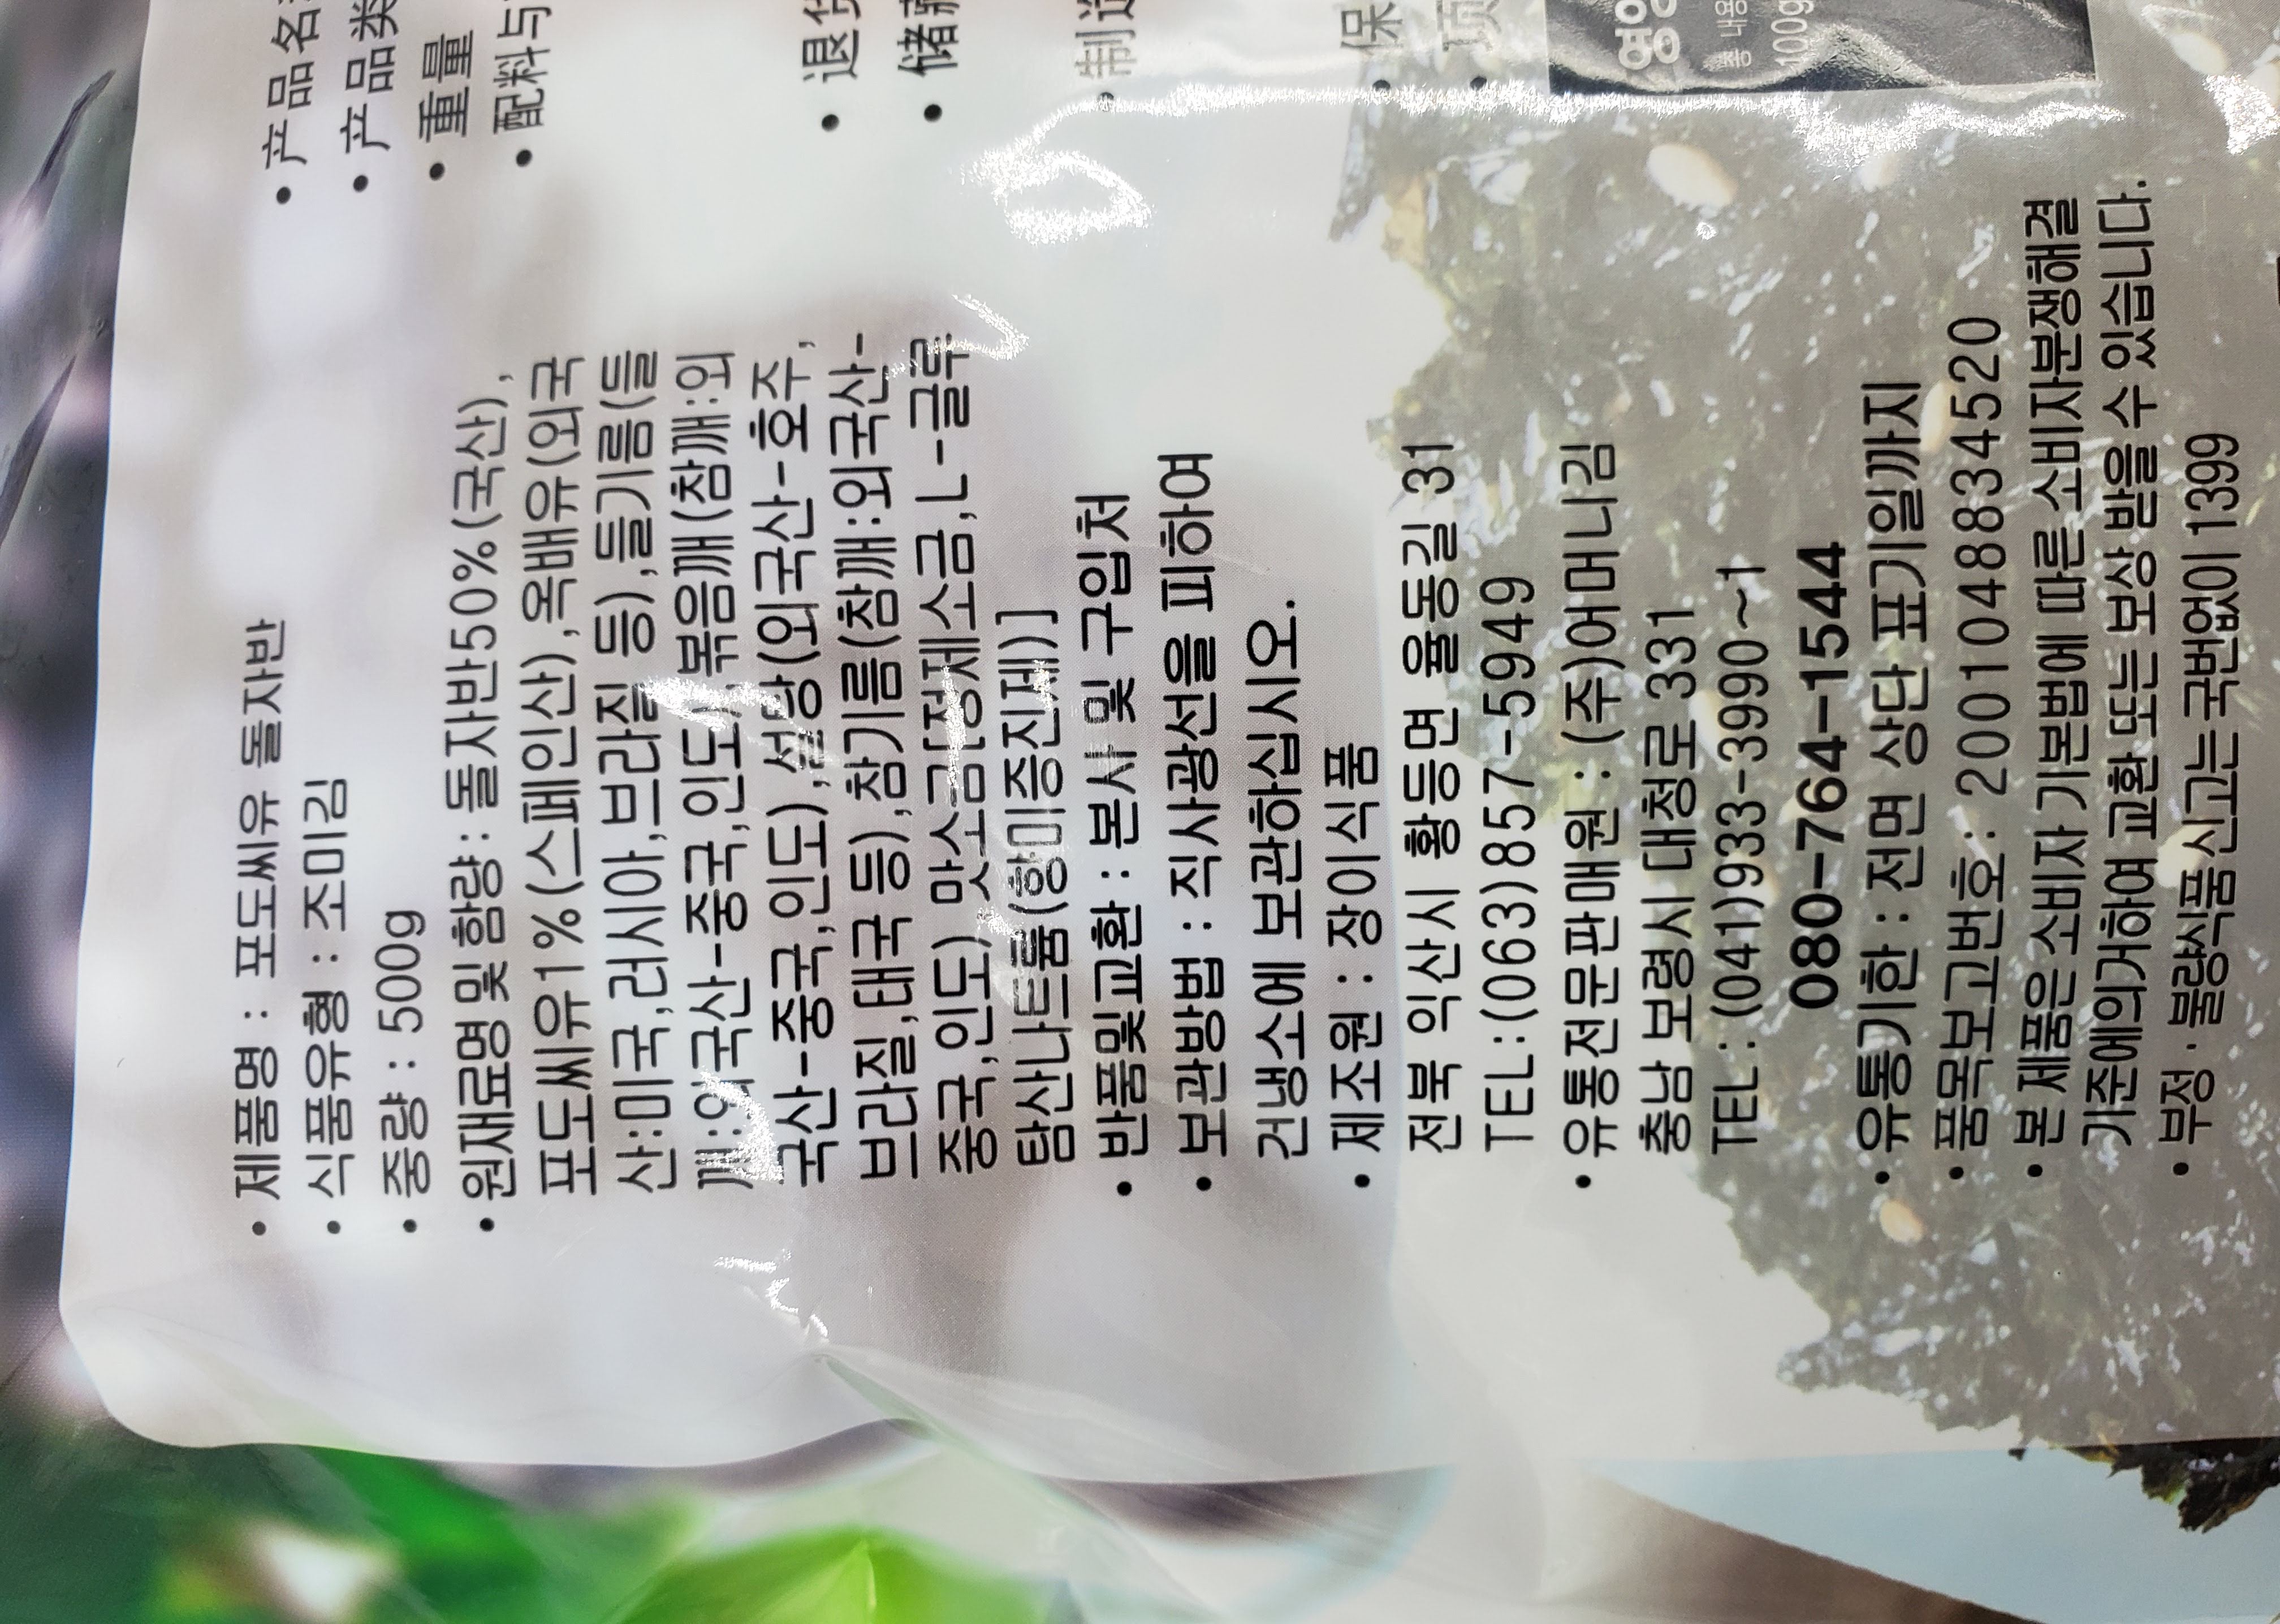 • 제품명 : 포도씨유 돌자반
• 식품유형 : 조미김
• 중량 : 500g
• 원재료명 및 함량 : 돌자반50%(국산),
포도씨유1%(스페인산),옥배유(외국
산:미국,러시아,브라질 등),들기름(들
깨:외국산-중국,인도),볶음깨(참깨:외
국산-중국,인도),설탕(외국산-호주,
브라질,태국 등),참기름(참깨:외국산-
중국,인도) 맛소금[정제소금,L-글루
탐산나트륨(향미증진제)]
• 반품및교환 : 본사 및 구입처
• 보관방법 : 직사광선을 피하여
건냉소에 보관하십시오.
• 제조원 : 장이식품
전북 익산시 황등면 율동길 31
TEL:(063)857-5949
• 유통전문판매원 : (주)어머니김
충남 보령시 대청로 331
TEL : (041)933-3990~1
080-764-1544
• 유통기한 : 전면 상단 표기일까지
• 품목보고번호 : 20010488834520
• 본 제품은 소비자 기본법에 따른 소비자분쟁해결
기준에의거하여 교환 또는 보상 받을 수 있습니다.
• 부정 · 불량식품 신고는 국번없이 1399
• 产品名
• 产品类
• 重量
• 配料与
• 退货
• 储藏
• 制造
• 保
• 项
영양
총 내용
100g